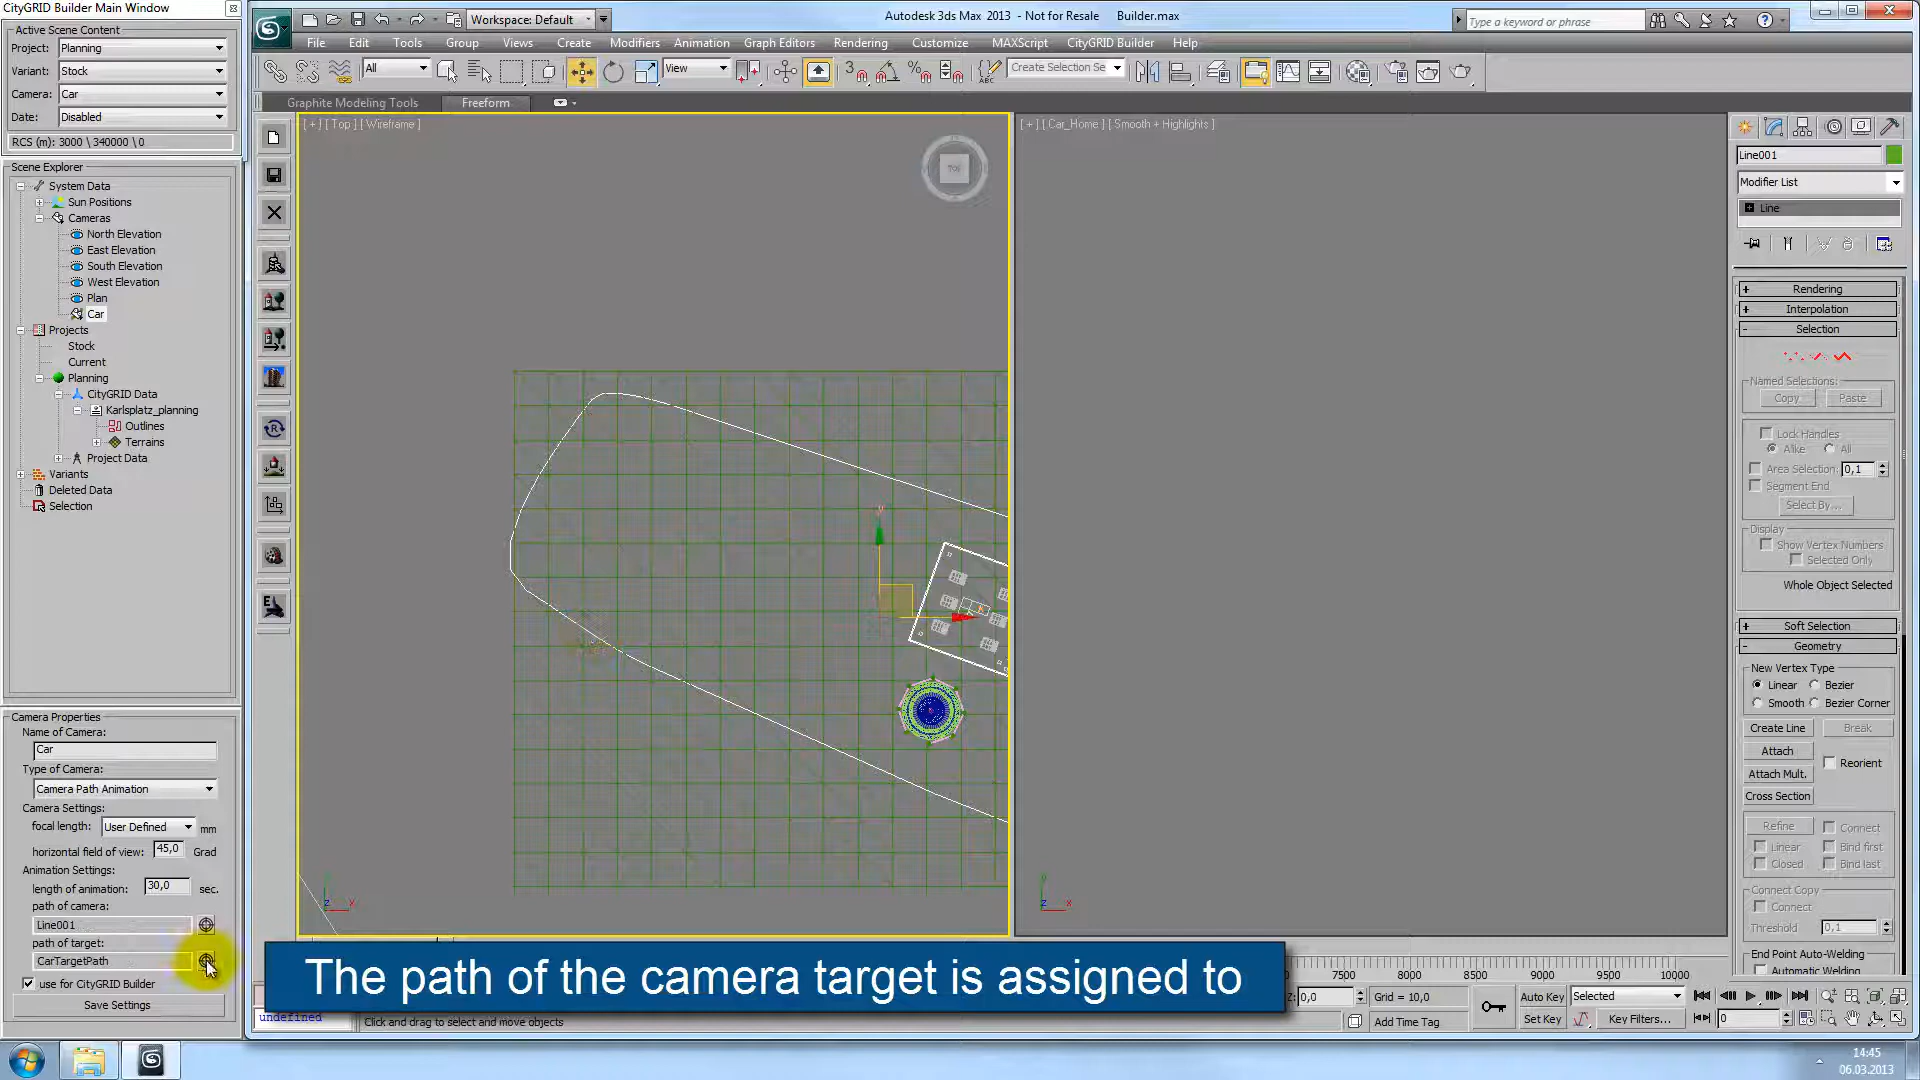 CityGRID Builder Main Window
Workspace: Default
Autodesk 3ds Max 2013 - Not for Resale Builder.max
Type a keyword or phrase
Active Scene Content
Project: Planning
Variant: Stock
Camera: Car
Date: Disabled
RCS (m): 3000 \ 340000 \ 0
File Edit Tools Group Views Create Modifiers Animation Graph Editors Rendering Customize MAXScript CityGRID Builder Help
All View Create Selection Se
Graphite Modeling Tools Freeform
Scene Explorer
System Data
Sun Positions
Cameras
North Elevation
East Elevation
South Elevation
West Elevation
Plan
Car
Projects
Stock
Current
Planning
CityGRID Data
Karlsplatz_planning
Outlines
Terrains
Project Data
Variants
Deleted Data
Selection
Camera Properties
Name of Camera:
Car
Type of Camera:
Camera Path Animation
Camera Settings:
focal length: User Defined mm
horizontal field of view: 45,0 Grad
Animation Settings:
length of animation: 30,0 sec.
path of camera:
Line001
path of target:
CarTargetPath
use for CityGRID Builder
Save Settings
[ + ] [ Top ] [ Wireframe ]
TOP
y
z x
[ + ] [ Car_Home ] [ Smooth + Highlights ]
z x
Line001
Modifier List
Line
Rendering
Interpolation
Selection
Named Selections:
Copy Paste
Lock Handles
Alike All
Area Selection: 0,1
Segment End
Select By...
Display
Show Vertex Numbers
Selected Only
Whole Object Selected
Soft Selection
Geometry
New Vertex Type
Linear Bezier
Smooth Bezier Corner
Create Line Break
Attach Reorient
Attach Mult.
Cross Section
Refine Connect
Linear Bind first
Closed Bind last
Connect Copy
Connect
Threshold 0,1
End Point Auto-Welding
Automatic Welding
The path of the camera target is assigned to
7500 8000 8500 9000 9500 10000
Z: 0,0 Grid = 10,0 Auto Key Selected
undefined Click and drag to select and move objects Add Time Tag Set Key Key Filters... 0
14:45
06.03.2013